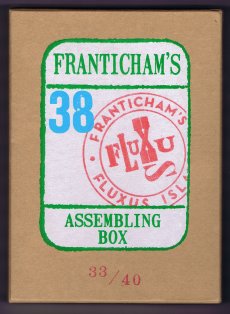 FRANTICHAM'S
38
FRANTICHAM'S
FLUXUS
FLUXUS ISL
ASSEMBLING
BOX
33/40